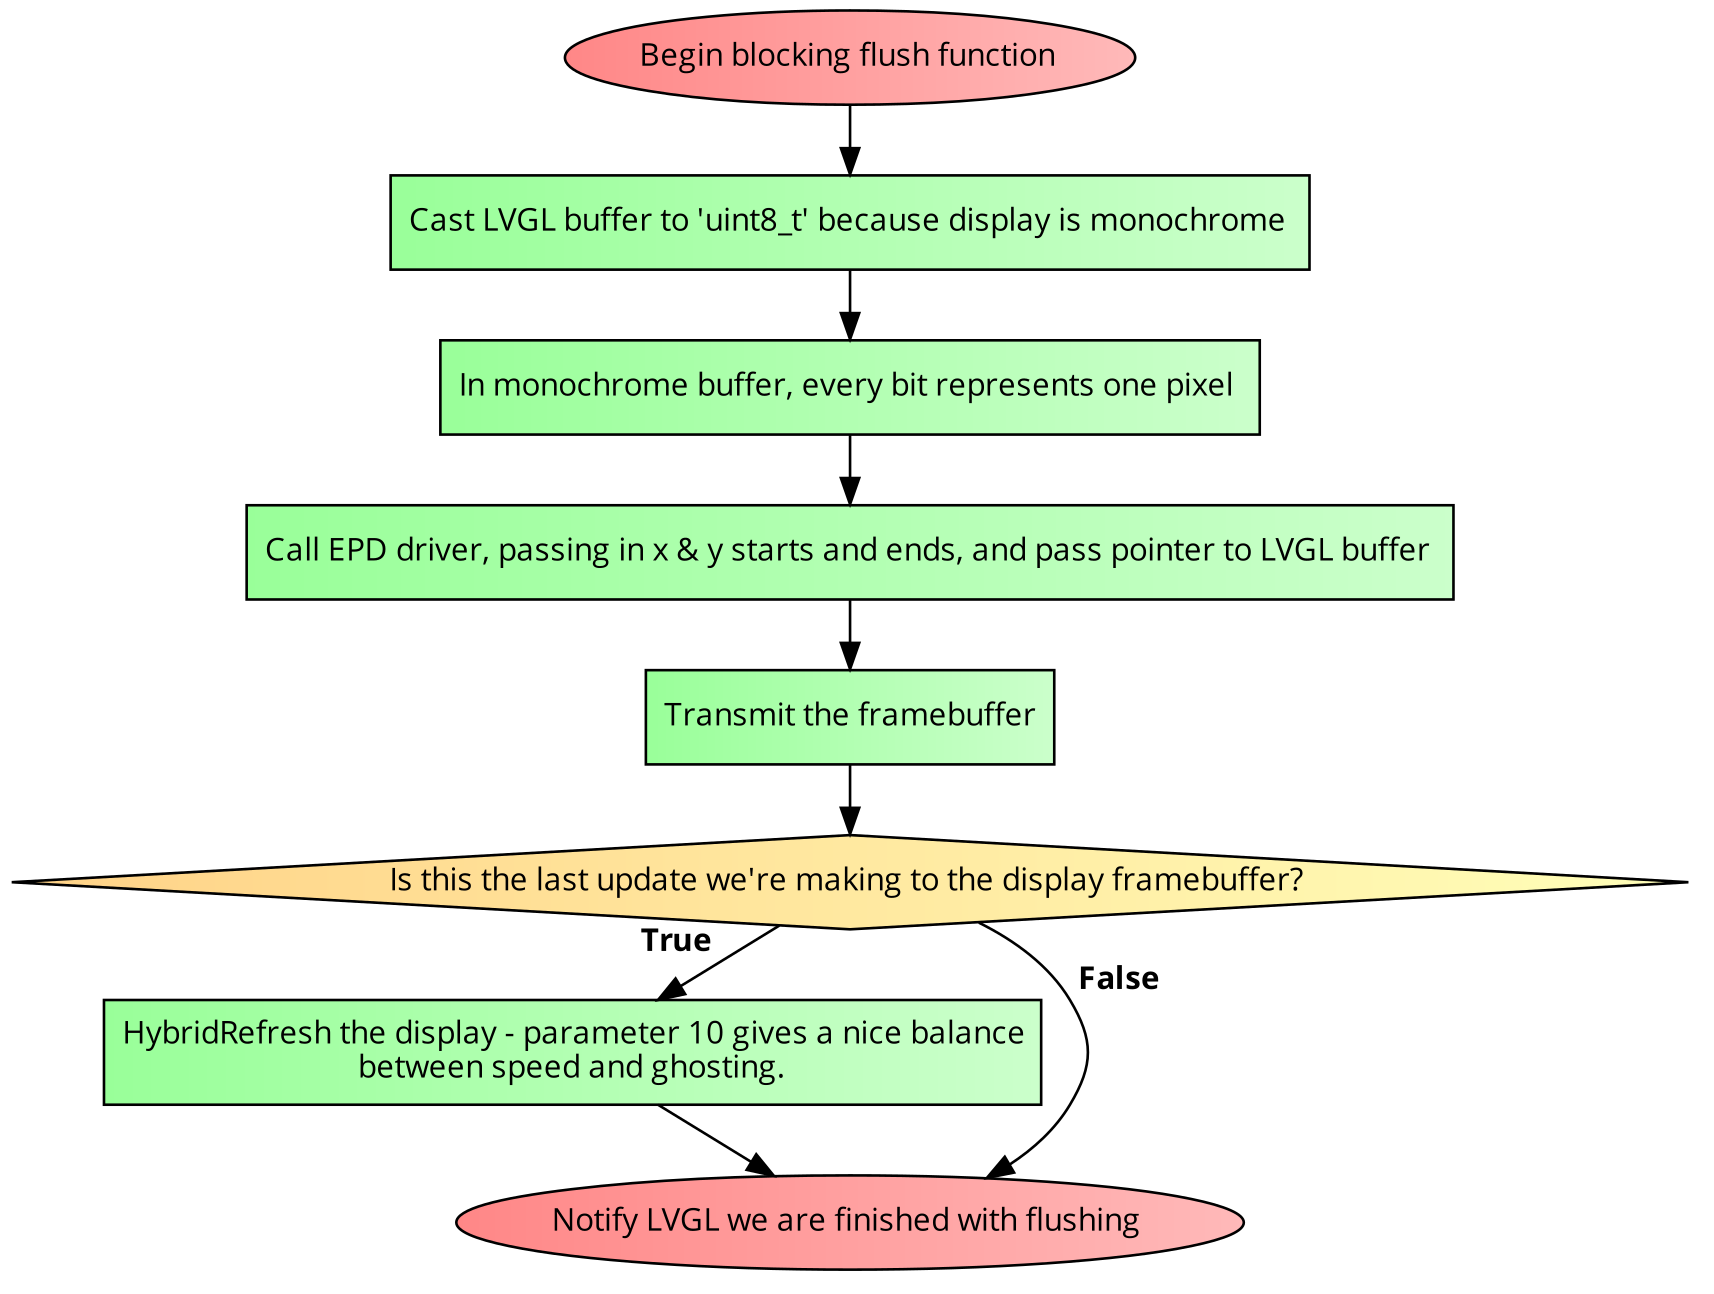 Begin blocking flush function
Cast LVGL buffer to 'uint8_t' because display is monochrome
In monochrome buffer, every bit represents one pixel
Call EPD driver, passing in x & y starts and ends, and pass pointer to LVGL buffer
Transmit the framebuffer
Is this the last update we're making to the display framebuffer?
True
False
HybridRefresh the display - parameter 10 gives a nice balance
between speed and ghosting.
Notify LVGL we are finished with flushing